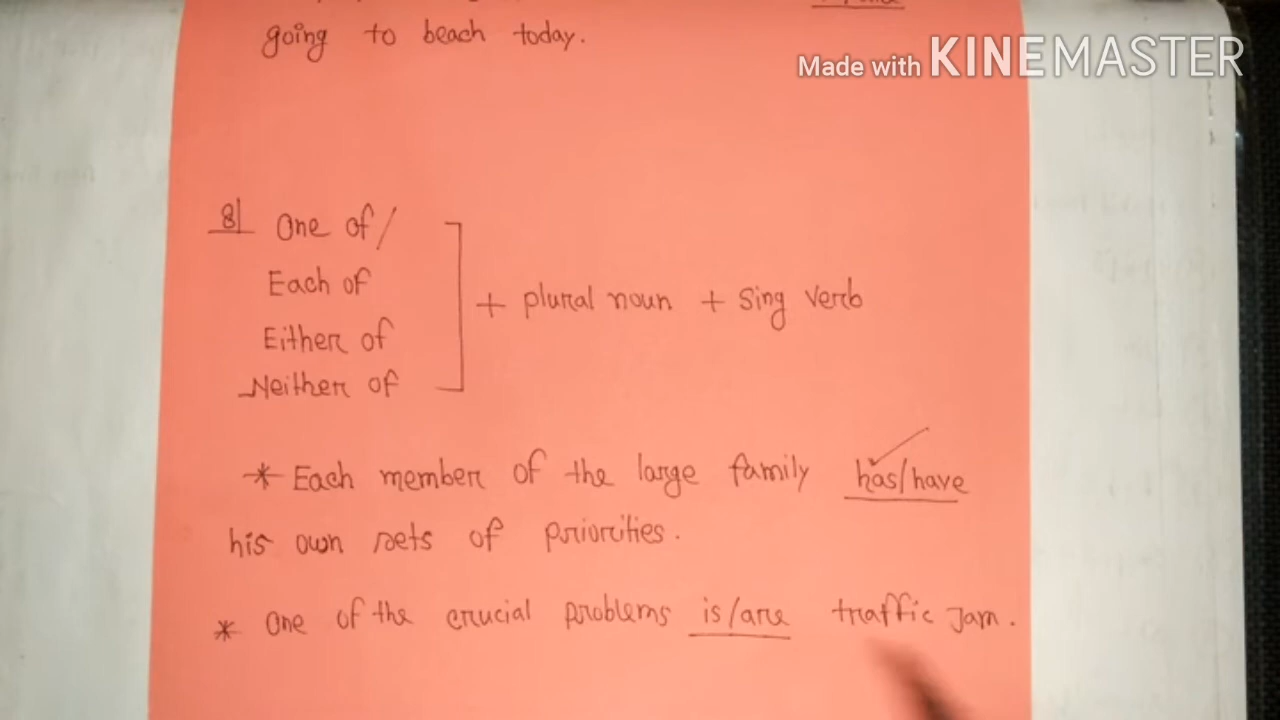 going to beach today.
Made with KINEMASTER
8| One of/
Each of
Either of
Neither of
+ plural noun + Sing verb
* Each member of the large family has/have
his own sets of priorities.
* One of the crucial problems is/are traffic Jam.